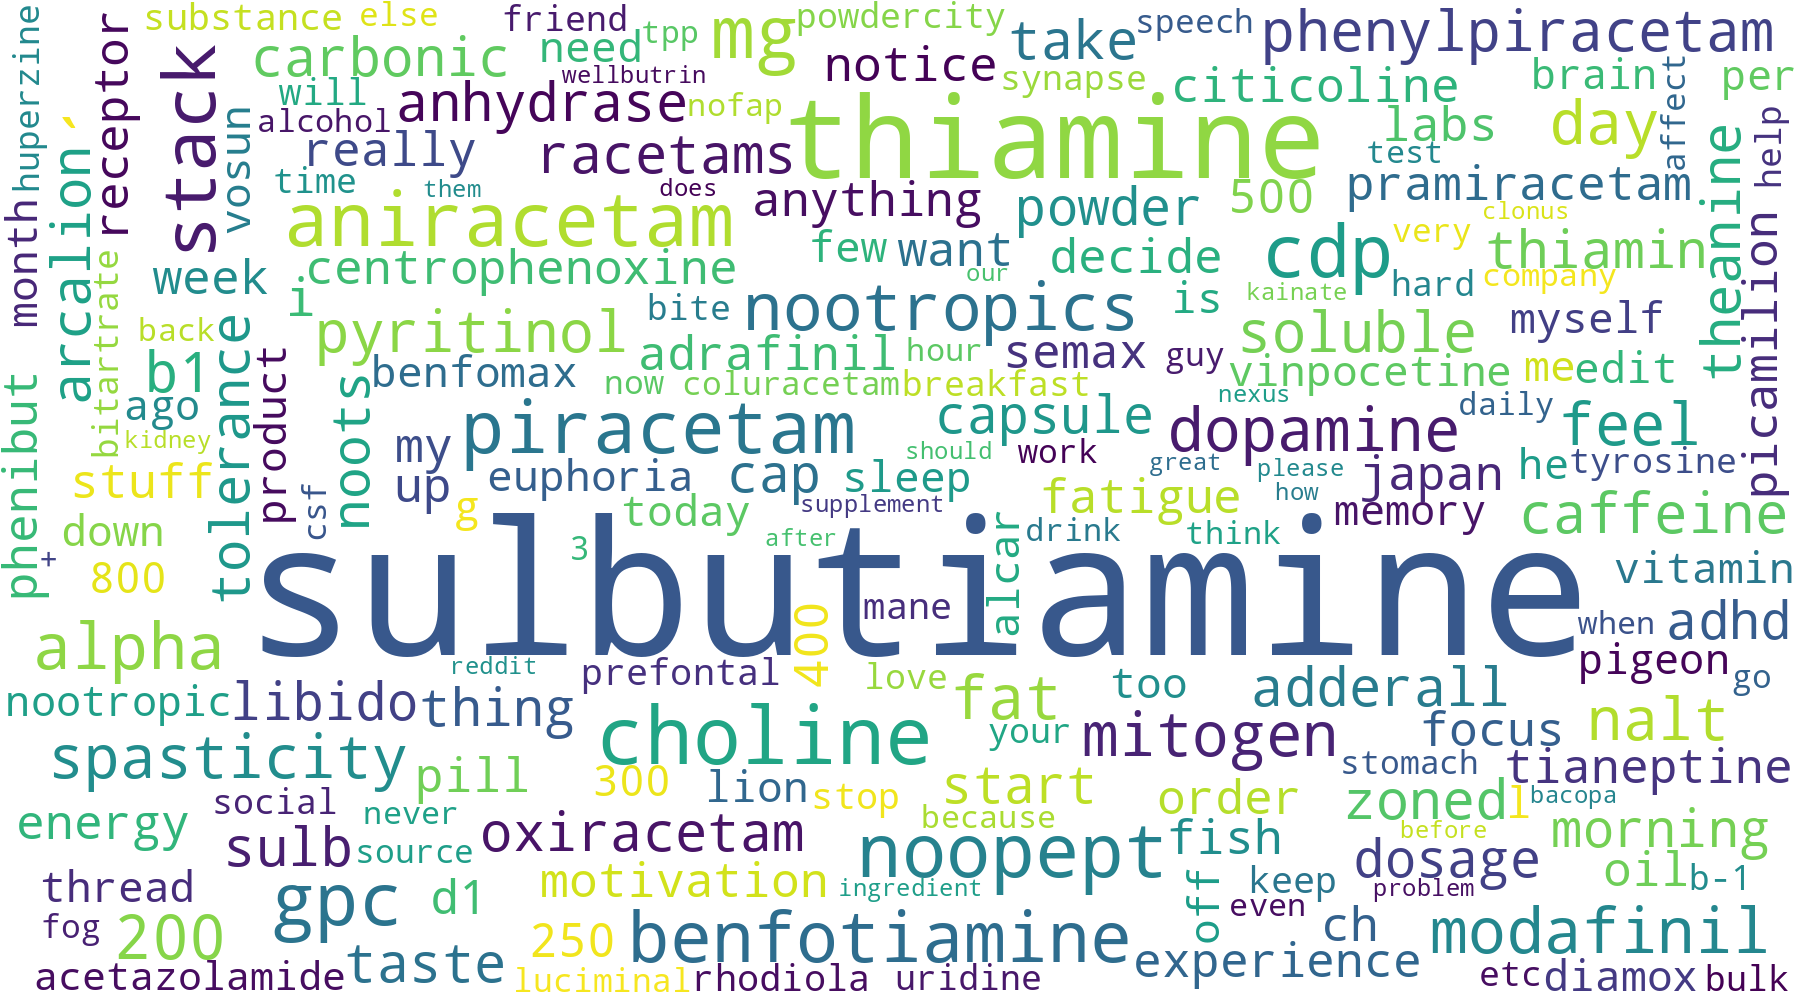 substance else friend need tpp powdercity speech
mg take phenylpiracetam
carbonic wellbutrin notice synapse citicoline brain per
huperzine receptor stack will anhydrase nofap
alcohol really racetams thiamine labs day affect help
arcalion` vosun time them does anything powder 500 test pramiracetam theanine
month week aniracetam few want decide cdp very clonus thiamin
centrophenoxine our kainate hard company
bitartrate i bite nootropics is soluble myself picamilion
back pyritinol adrafinil hour semax guy
b1 tolerance benfomax now coluracetam breakfast vinpocetine me edit
ago product noots piracetam capsule nexus daily feel
phenibut kidney my should work dopamine great please
stuff up euphoria cap sleep how japan he tyrosine
csf g today supplement fatigue memory caffeine
down 3 after alcar drink think
+ 800 sulbutiamine vitamin
400 mane when adhd
alpha reddit prefontal love too adderall pigeon go
nootropic libido thing choline fat your mitogen focus nalt
spasticity pill 300 lion stop start order stomach tianeptine
social never because zoned l bacopa
energy sulb source oxiracetam noopept fish before morning
thread motivation ingredient off keep dosage problem oil b-1
fog 200 gpc d1 250 benfotiamine even ch modafinil
acetazolamide taste luciminal rhodiola uridine experience etc diamox bulk